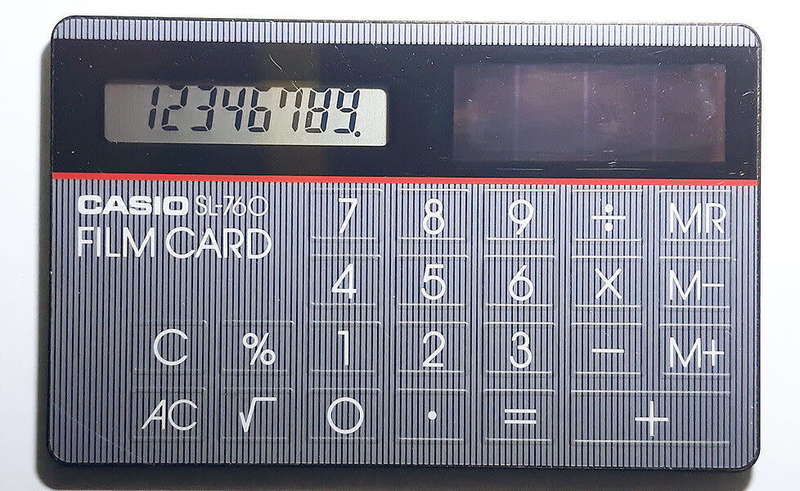 12346789.
CASIO SL-760
FILM CARD
7 8 9 ÷ MR
4 5 6 × M−
C % 1 2 3 − M+
AC √ 0 · = +